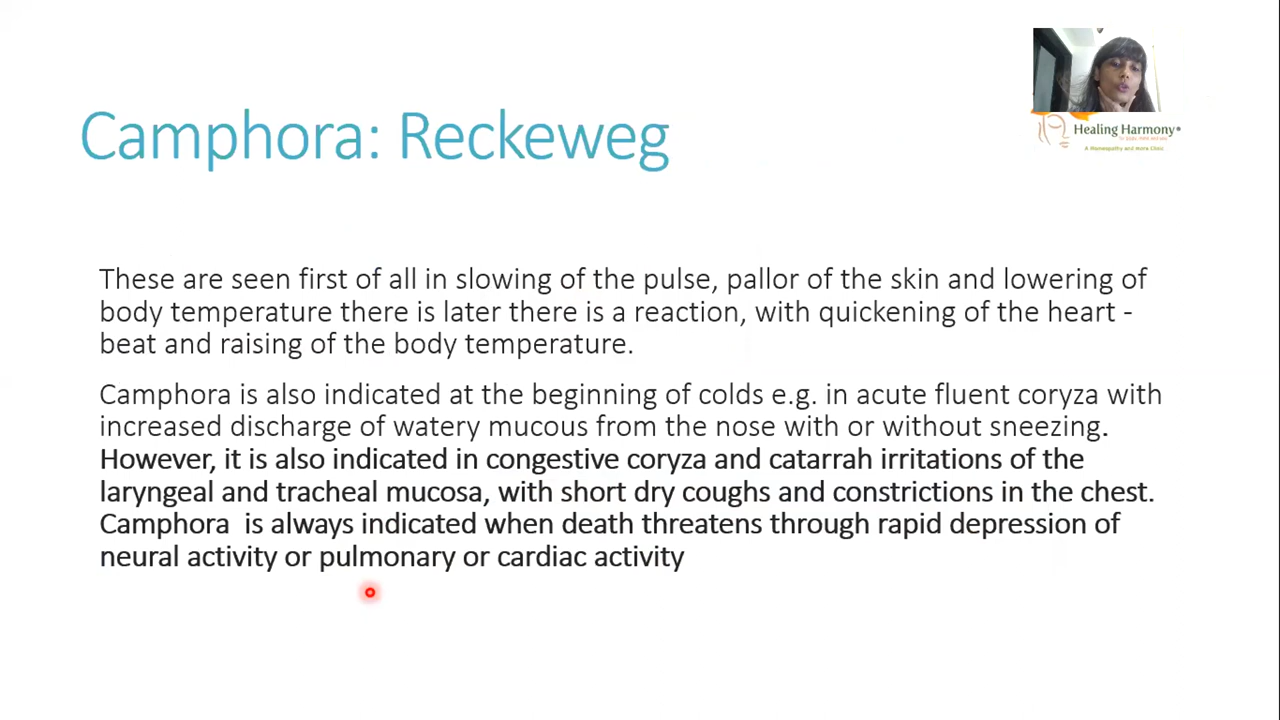 Camphora: Reckeweg
Healing Harmony®
A Homeopathy and more Clinic
These are seen first of all in slowing of the pulse, pallor of the skin and lowering of
body temperature there is later there is a reaction, with quickening of the heart -
beat and raising of the body temperature.
Camphora is also indicated at the beginning of colds e.g. in acute fluent coryza with
increased discharge of watery mucous from the nose with or without sneezing.
However, it is also indicated in congestive coryza and catarrah irritations of the
laryngeal and tracheal mucosa, with short dry coughs and constrictions in the chest.
Camphora  is always indicated when death threatens through rapid depression of
neural activity or pulmonary or cardiac activity